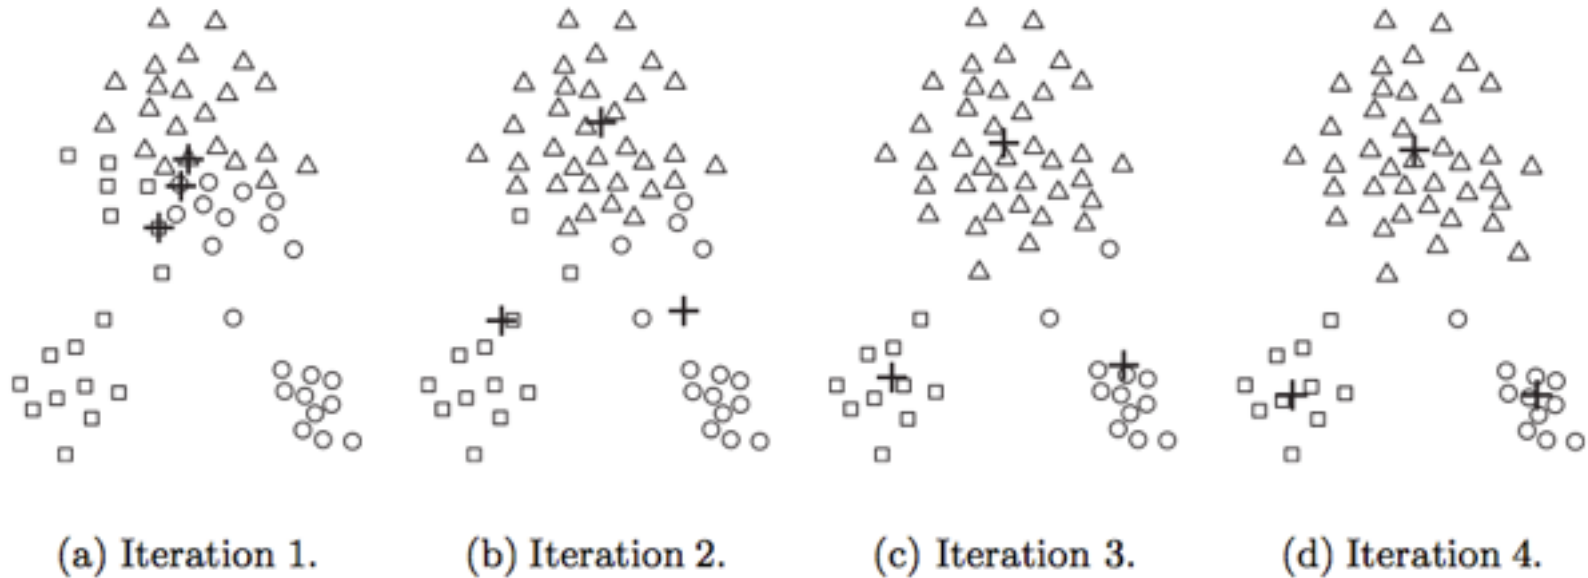 (a) Iteration 1.
(b) Iteration 2.
(c) Iteration 3.
(d) Iteration 4.